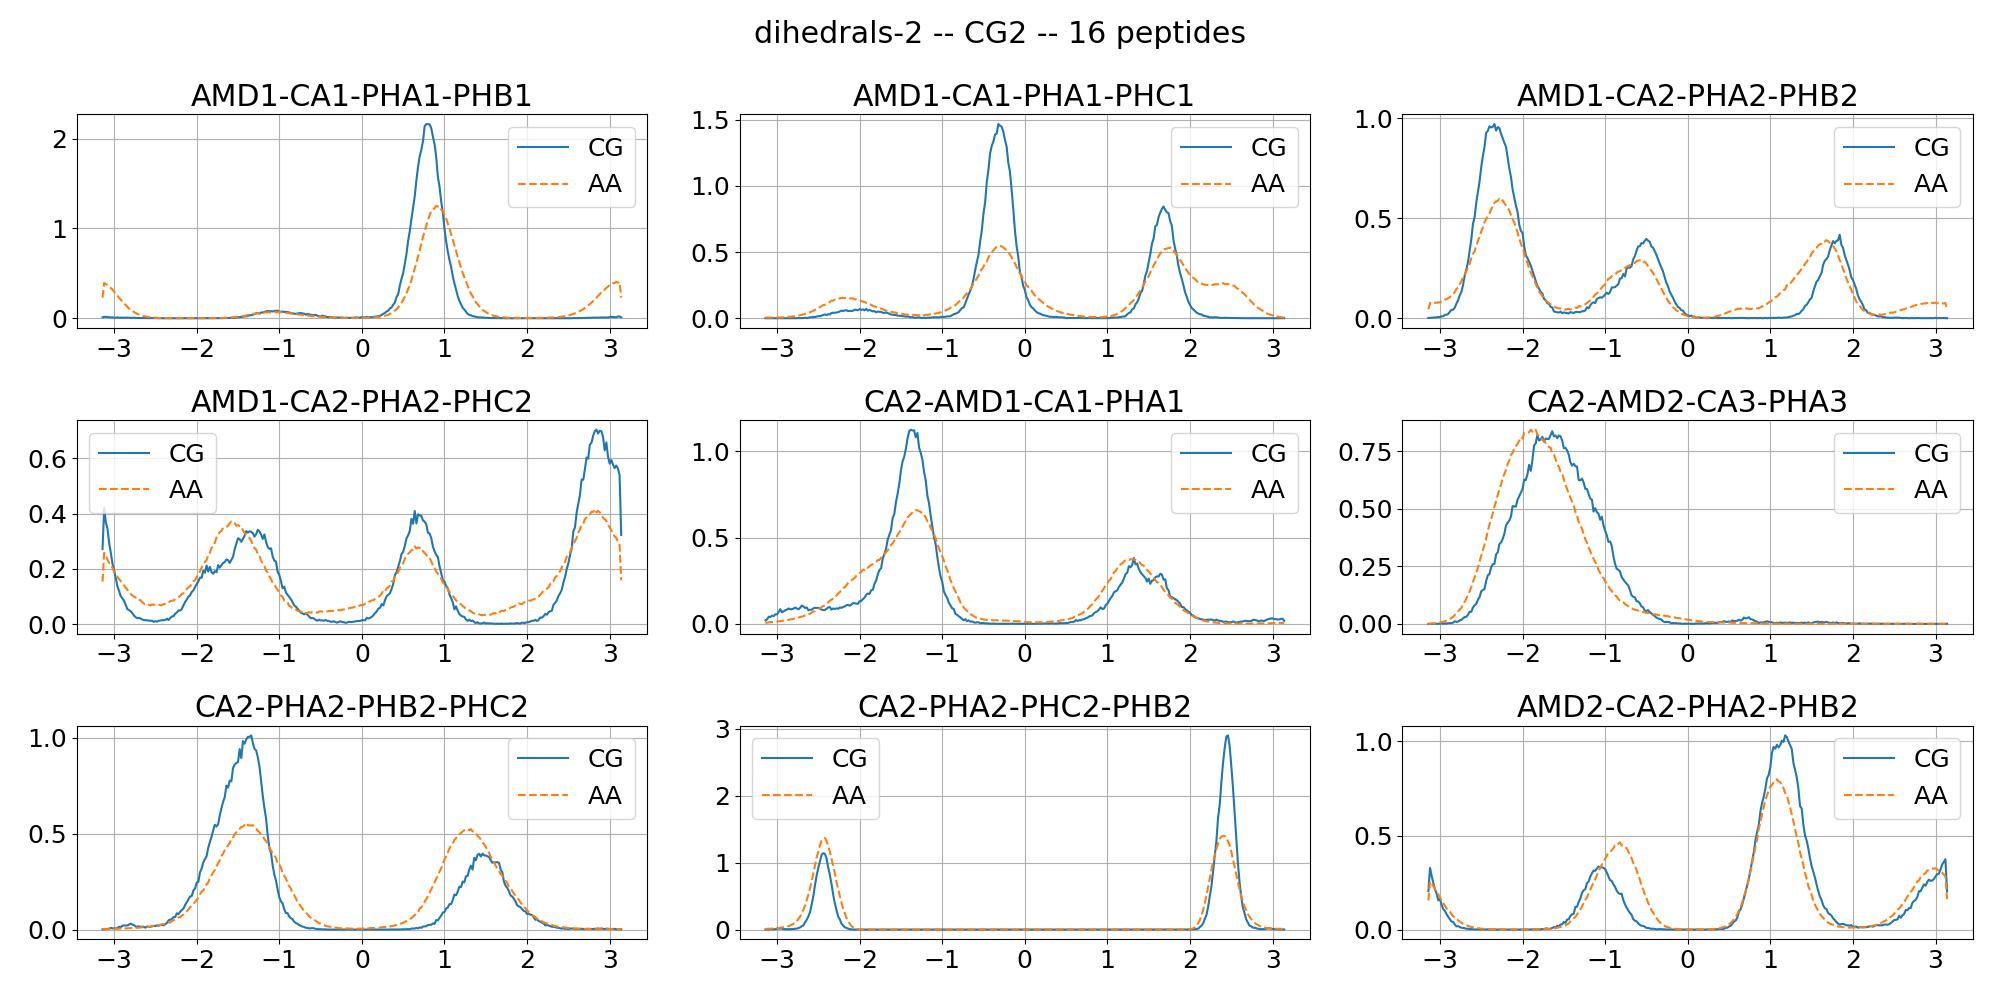 dihedrals-2 -- CG2 -- 16 peptides
AMD1-CA1-PHA1-PHB1
2
1
0
−3 −2 −1 0 1 2 3
CG
AA
AMD1-CA1-PHA1-PHC1
1.5
1.0
0.5
0.0
−3 −2 −1 0 1 2 3
CG
AA
AMD1-CA2-PHA2-PHB2
1.0
0.5
0.0
−3 −2 −1 0 1 2 3
CG
AA
AMD1-CA2-PHA2-PHC2
0.6
0.4
0.2
0.0
−3 −2 −1 0 1 2 3
CG
AA
CA2-AMD1-CA1-PHA1
1.0
0.5
0.0
−3 −2 −1 0 1 2 3
CG
AA
CA2-AMD2-CA3-PHA3
0.75
0.50
0.25
0.00
−3 −2 −1 0 1 2 3
CG
AA
CA2-PHA2-PHB2-PHC2
1.0
0.5
0.0
−3 −2 −1 0 1 2 3
CG
AA
CA2-PHA2-PHC2-PHB2
3
2
1
0
−3 −2 −1 0 1 2 3
CG
AA
AMD2-CA2-PHA2-PHB2
1.0
0.5
0.0
−3 −2 −1 0 1 2 3
CG
AA